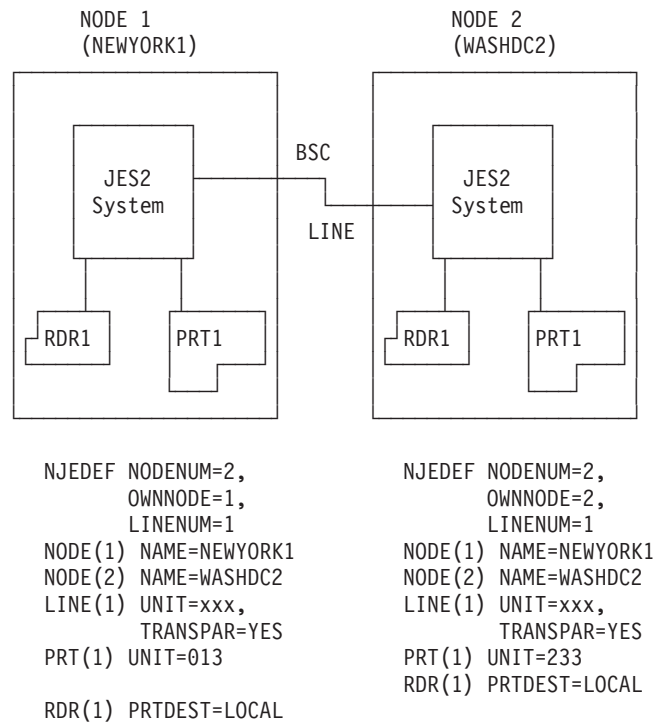 NODE 1
(NEWYORK1)
NODE 2
(WASHDC2)
JES2
System
BSC
LINE
JES2
System
RDR1
PRT1
RDR1
PRT1
NJEDEF NODENUM=2,
OWNNODE=1,
LINENUM=1
NODE(1) NAME=NEWYORK1
NODE(2) NAME=WASHDC2
LINE(1) UNIT=xxx,
TRANSPAR=YES
PRT(1) UNIT=013
RDR(1) PRTDEST=LOCAL
NJEDEF NODENUM=2,
OWNNODE=2,
LINENUM=1
NODE(1) NAME=NEWYORK1
NODE(2) NAME=WASHDC2
LINE(1) UNIT=xxx,
TRANSPAR=YES
PRT(1) UNIT=233
RDR(1) PRTDEST=LOCAL